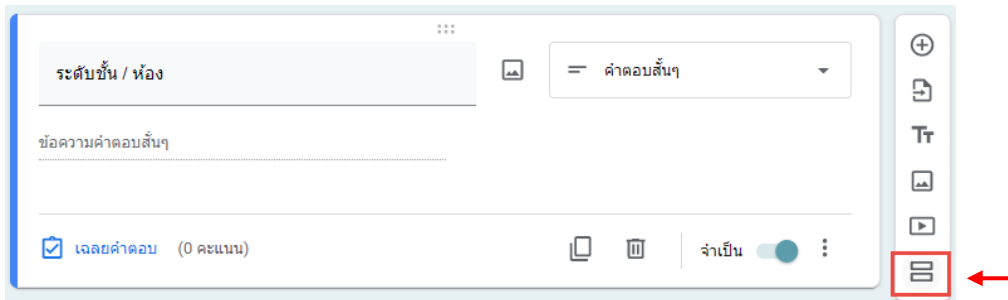 ระดับชั้น / ห้อง
คำตอบสั้นๆ
ข้อความคำตอบสั้นๆ
เฉลยคำตอบ (0 คะแนน)
จำเป็น
Tт